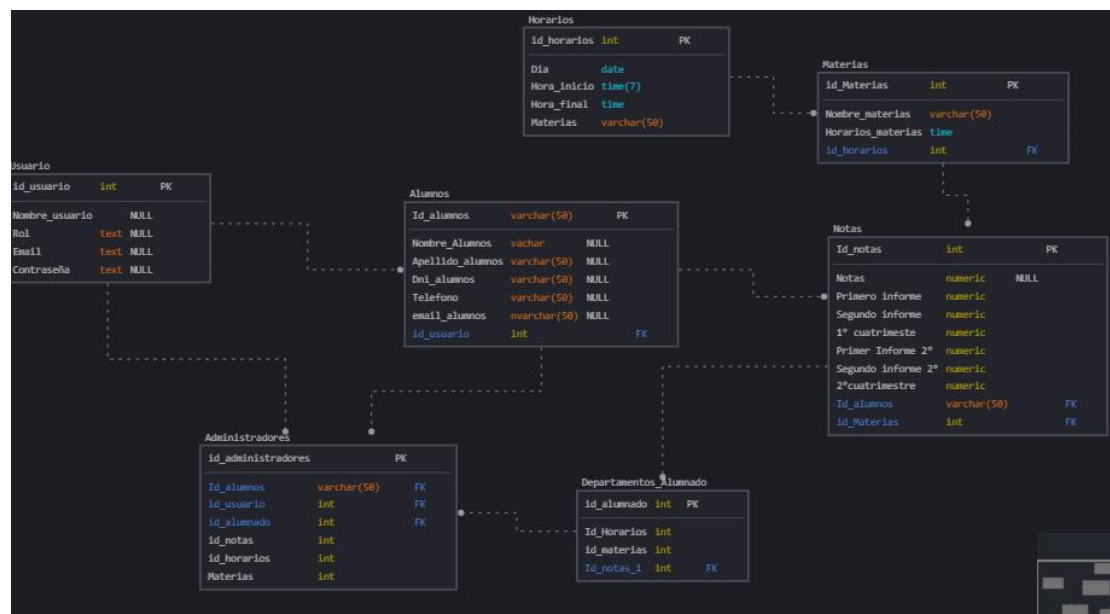 Horarios
id_horarios int PK
Dia date
Hora_inicio time(7)
Hora_final time
Materias varchar(50)
Materias
id_Materias int PK
Nombre_materias varchar(50)
Horarios_materias time
id_horarios int FK
Usuario
id_usuario int PK
Nombre_usuario NULL
Rol text NULL
Email text NULL
Contraseña text NULL
Alumnos
Id_alumnos varchar(50) PK
Nombre_Alumnos vachar NULL
Apellido_alumnos varchar(50) NULL
Dni_alumnos varchar(50) NULL
Telefono varchar(50) NULL
email_alumnos nvarchar(50) NULL
id_usuario int FK
Notas
Id_notas int PK
Notas numeric NULL
Primero informe numeric
Segundo informe numeric
1º cuatrimeste numeric
Primer Informe 2º numeric
Segundo informe 2º numeric
2ºcuatrimestre numeric
Id_alumnos varchar(50) FK
id_Materias int FK
Administradores
id_administradores PK
Id_alumnos varchar(50) FK
id_usuario int FK
id_alumnado int FK
id_notas int
id_horarios int
Materias int
Departamentos_Alumnado
id_alumnado int PK
Id_Horarios int
id_materias int
Id_notas_1 int FK